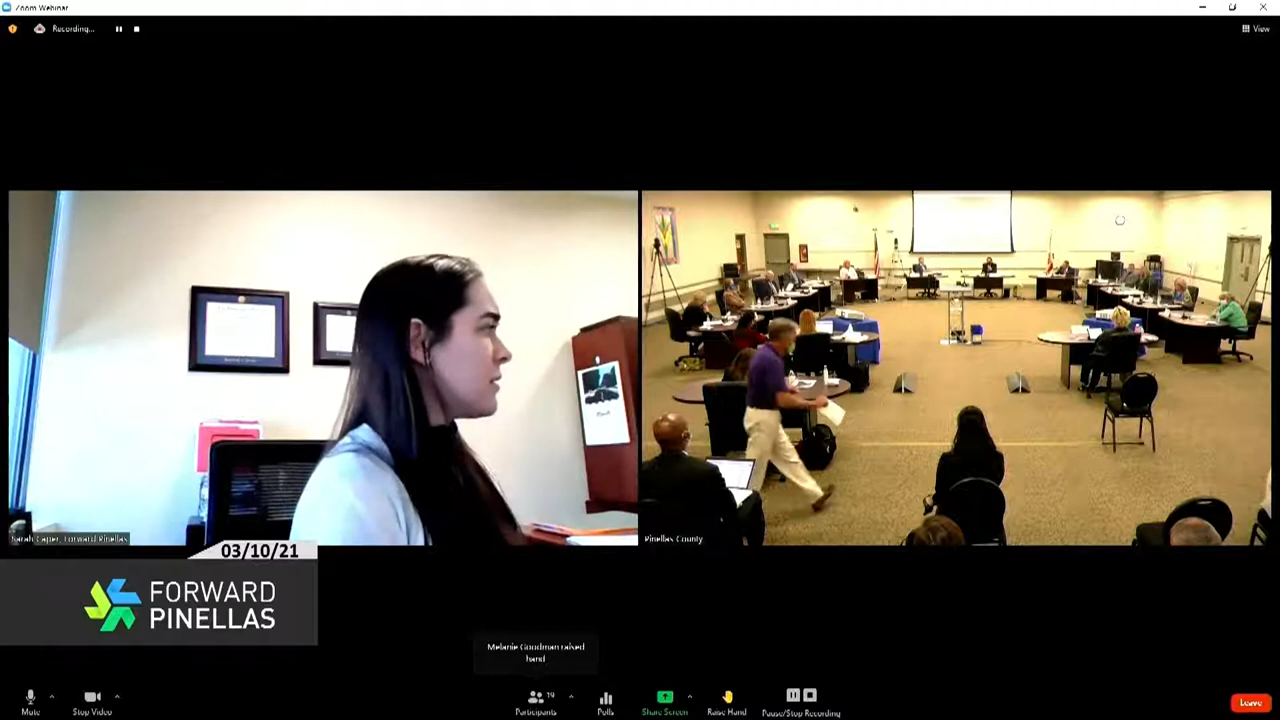 Zoom Webinar
Recording...
View
Sarah Caper, Forward Pinellas
Pinellas County
03/10/21
FORWARD
PINELLAS
Melanie Goodman raised
hand
19
Mute
Stop Video
Participants
Polls
Share Screen
Raise Hand
Pause/Stop Recording
Leave